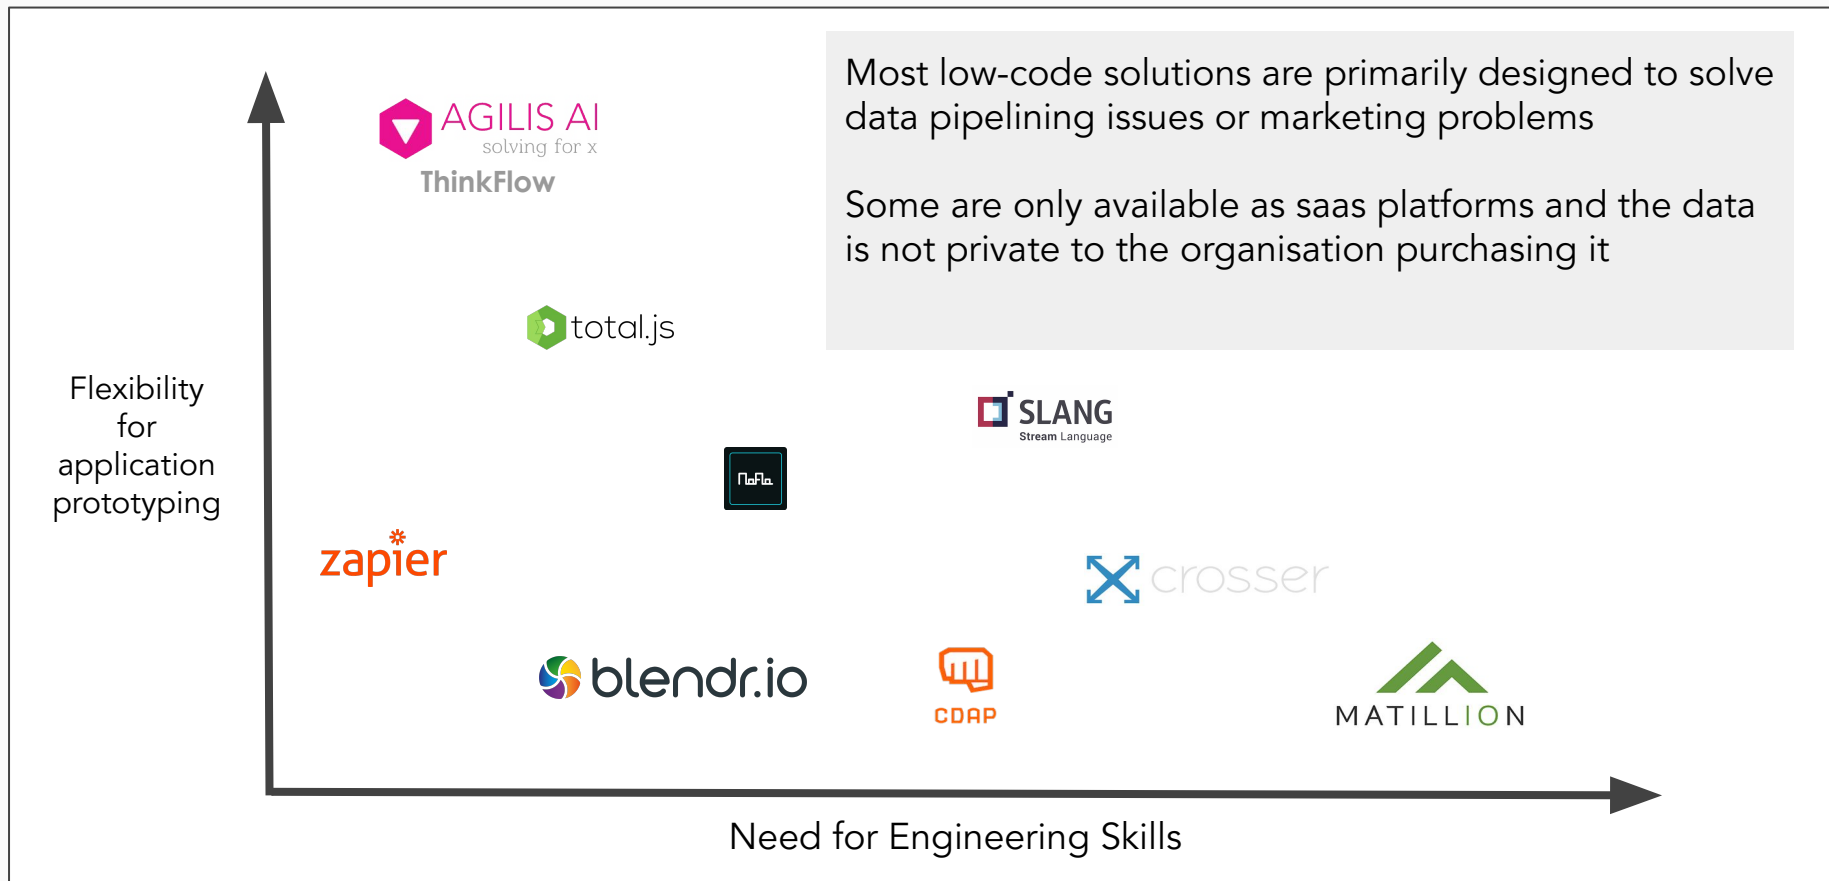 AGILIS AI
solving for x
ThinkFlow
Most low-code solutions are primarily designed to solve
data pipelining issues or marketing problems
Some are only available as saas platforms and the data
is not private to the organisation purchasing it
total.js
Flexibility
for
application
prototyping
SLANG
Stream Language
NoFlo
zapier
crosser
blendr.io
CDAP
MATILLION
Need for Engineering Skills